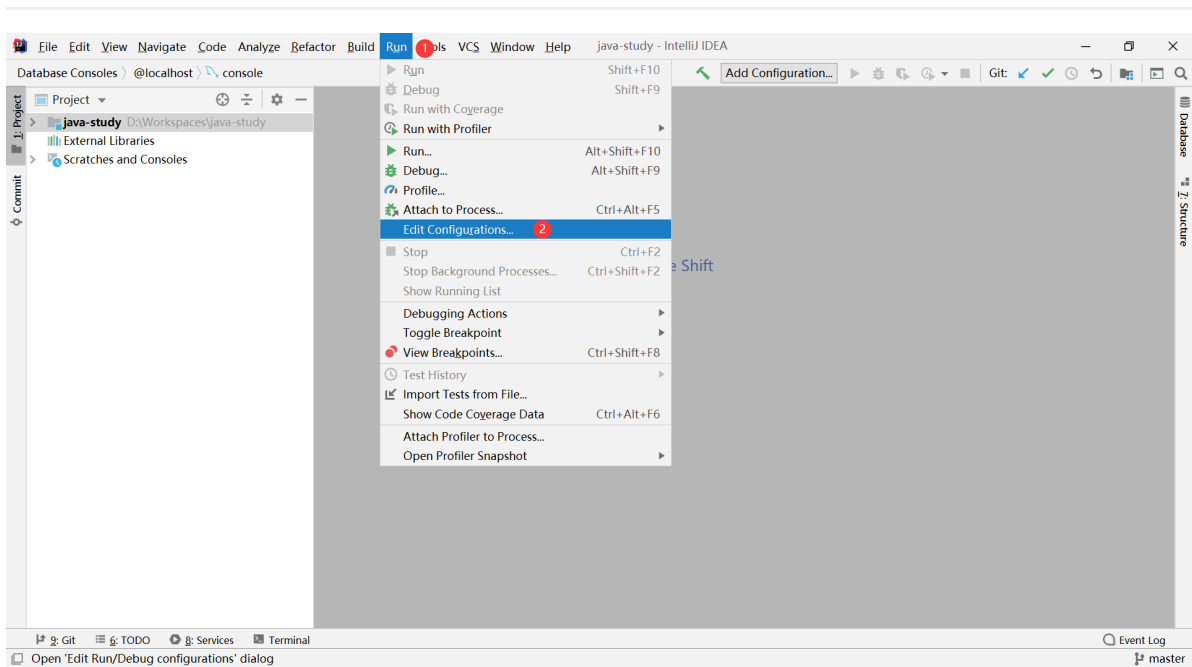 File Edit View Navigate Code Analyze Refactor Build Run 1 ols VCS Window Help java-study - IntelliJ IDEA
Database Consoles @localhost console Add Configuration... Git:
Project
java-study D:\Workspaces\java-study
External Libraries
Scratches and Consoles
1: Project
Commit
Run Shift+F10
Debug Shift+F9
Run with Coverage
Run with Profiler
Run... Alt+Shift+F10
Debug... Alt+Shift+F9
Profile...
Attach to Process... Ctrl+Alt+F5
Edit Configurations... 2
Stop Ctrl+F2
Stop Background Processes... Ctrl+Shift+F2
Show Running List
Debugging Actions
Toggle Breakpoint
View Breakpoints... Ctrl+Shift+F8
Test History
Import Tests from File...
Show Code Coverage Data Ctrl+Alt+F6
Attach Profiler to Process...
Open Profiler Snapshot
e Shift
Database
7: Structure
9: Git 6: TODO 8: Services Terminal Event Log
Open 'Edit Run/Debug configurations' dialog master